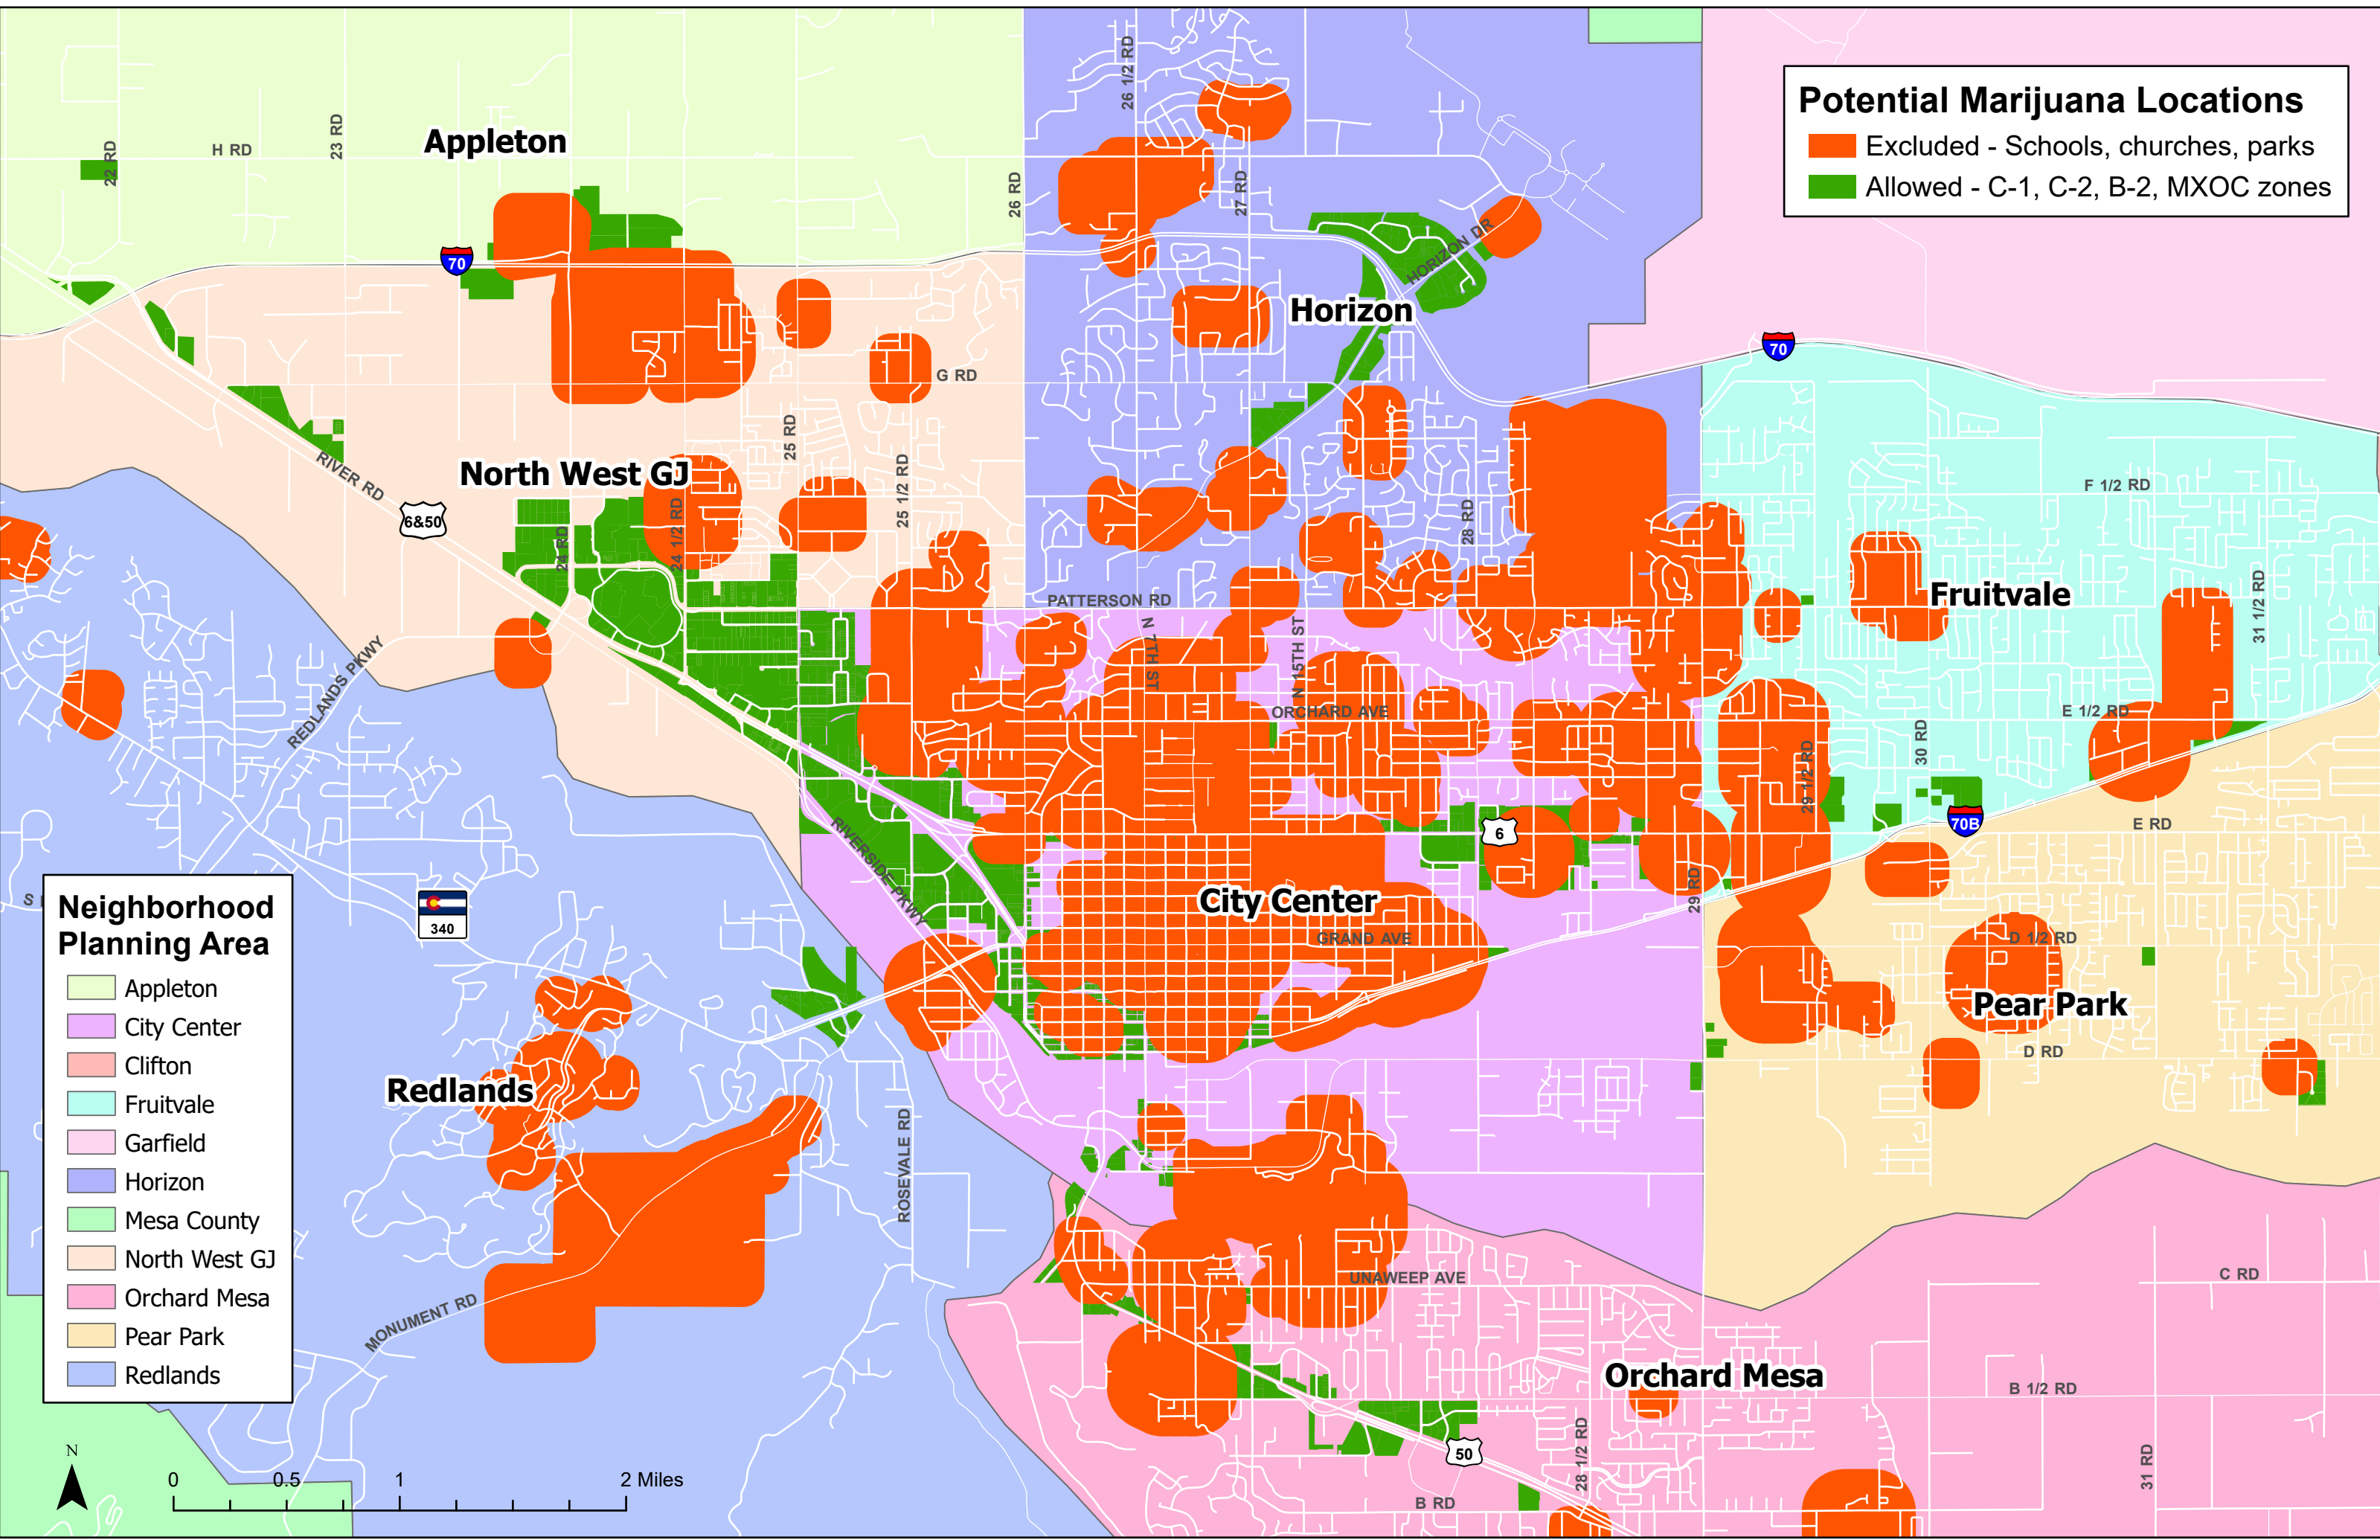 Potential Marijuana Locations
Excluded - Schools, churches, parks
Allowed - C-1, C-2, B-2, MXOC zones
26 1/2 RD
22 RD
H RD
23 RD
Appleton
26 RD
27 RD
HORIZON DR
70
Horizon
70
G RD
25 RD
25 1/2 RD
RIVER RD
North West GJ
6&50
24 RD
24 1/2 RD
28 RD
F 1/2 RD
PATTERSON RD
Fruitvale
31 1/2 RD
REDLANDS PKWY
N 7TH ST
N 15TH ST
ORCHARD AVE
E 1/2 RD
30 RD
29 1/2 RD
70B
E RD
6
RIVERSIDE PKWY
29 RD
City Center
GRAND AVE
D 1/2 RD
340
Pear Park
D RD
Redlands
ROSEVALE RD
MONUMENT RD
UNAWEEP AVE
C RD
Orchard Mesa
B 1/2 RD
50
28 1/2 RD
31 RD
B RD
S
Neighborhood
Planning Area
Appleton
City Center
Clifton
Fruitvale
Garfield
Horizon
Mesa County
North West GJ
Orchard Mesa
Pear Park
Redlands
N
0 0.5 1 2 Miles